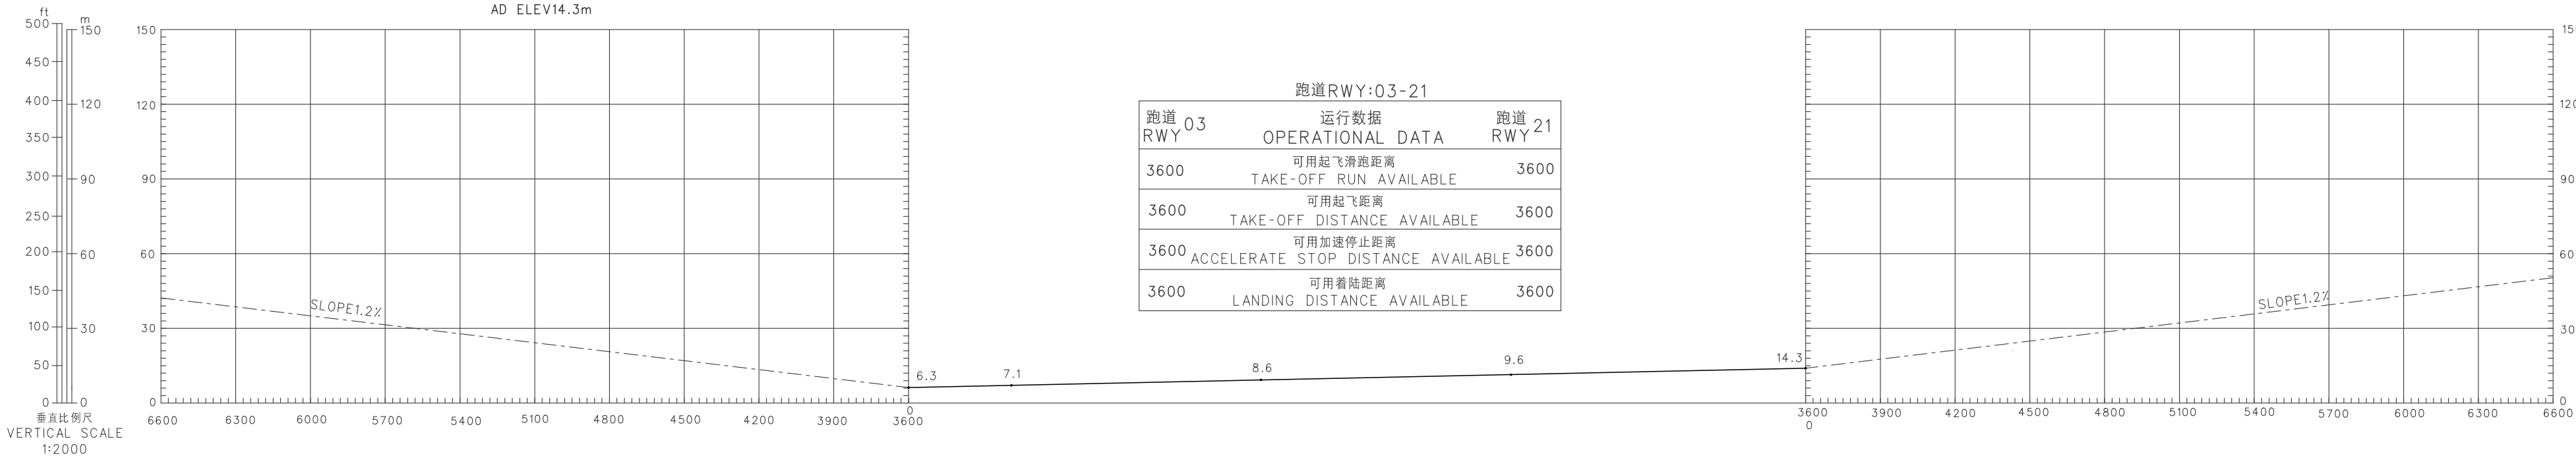 AD ELEV14.3m
ft
m
500
450
400
350
300
250
200
150
100
50
0
150
120
90
60
30
0
垂直比例尺
VERTICAL SCALE
1:2000
150
120
90
60
30
0
SLOPE1.2%
6600 6300 6000 5700 5400 5100 4800 4500 4200 3900 3600
0
6.3 7.1 8.6 9.6 14.3
跑道RWY:03-21
跑道 RWY 03 运行数据 OPERATIONAL DATA 跑道 RWY 21
3600 可用起飞滑跑距离 3600
TAKE-OFF RUN AVAILABLE
3600 可用起飞距离 3600
TAKE-OFF DISTANCE AVAILABLE
3600 可用加速停止距离 3600
ACCELERATE STOP DISTANCE AVAILABLE
3600 可用着陆距离 3600
LANDING DISTANCE AVAILABLE
SLOPE1.2%
3600 3900 4200 4500 4800 5100 5400 5700 6000 6300 6600
0
90
60
30
0